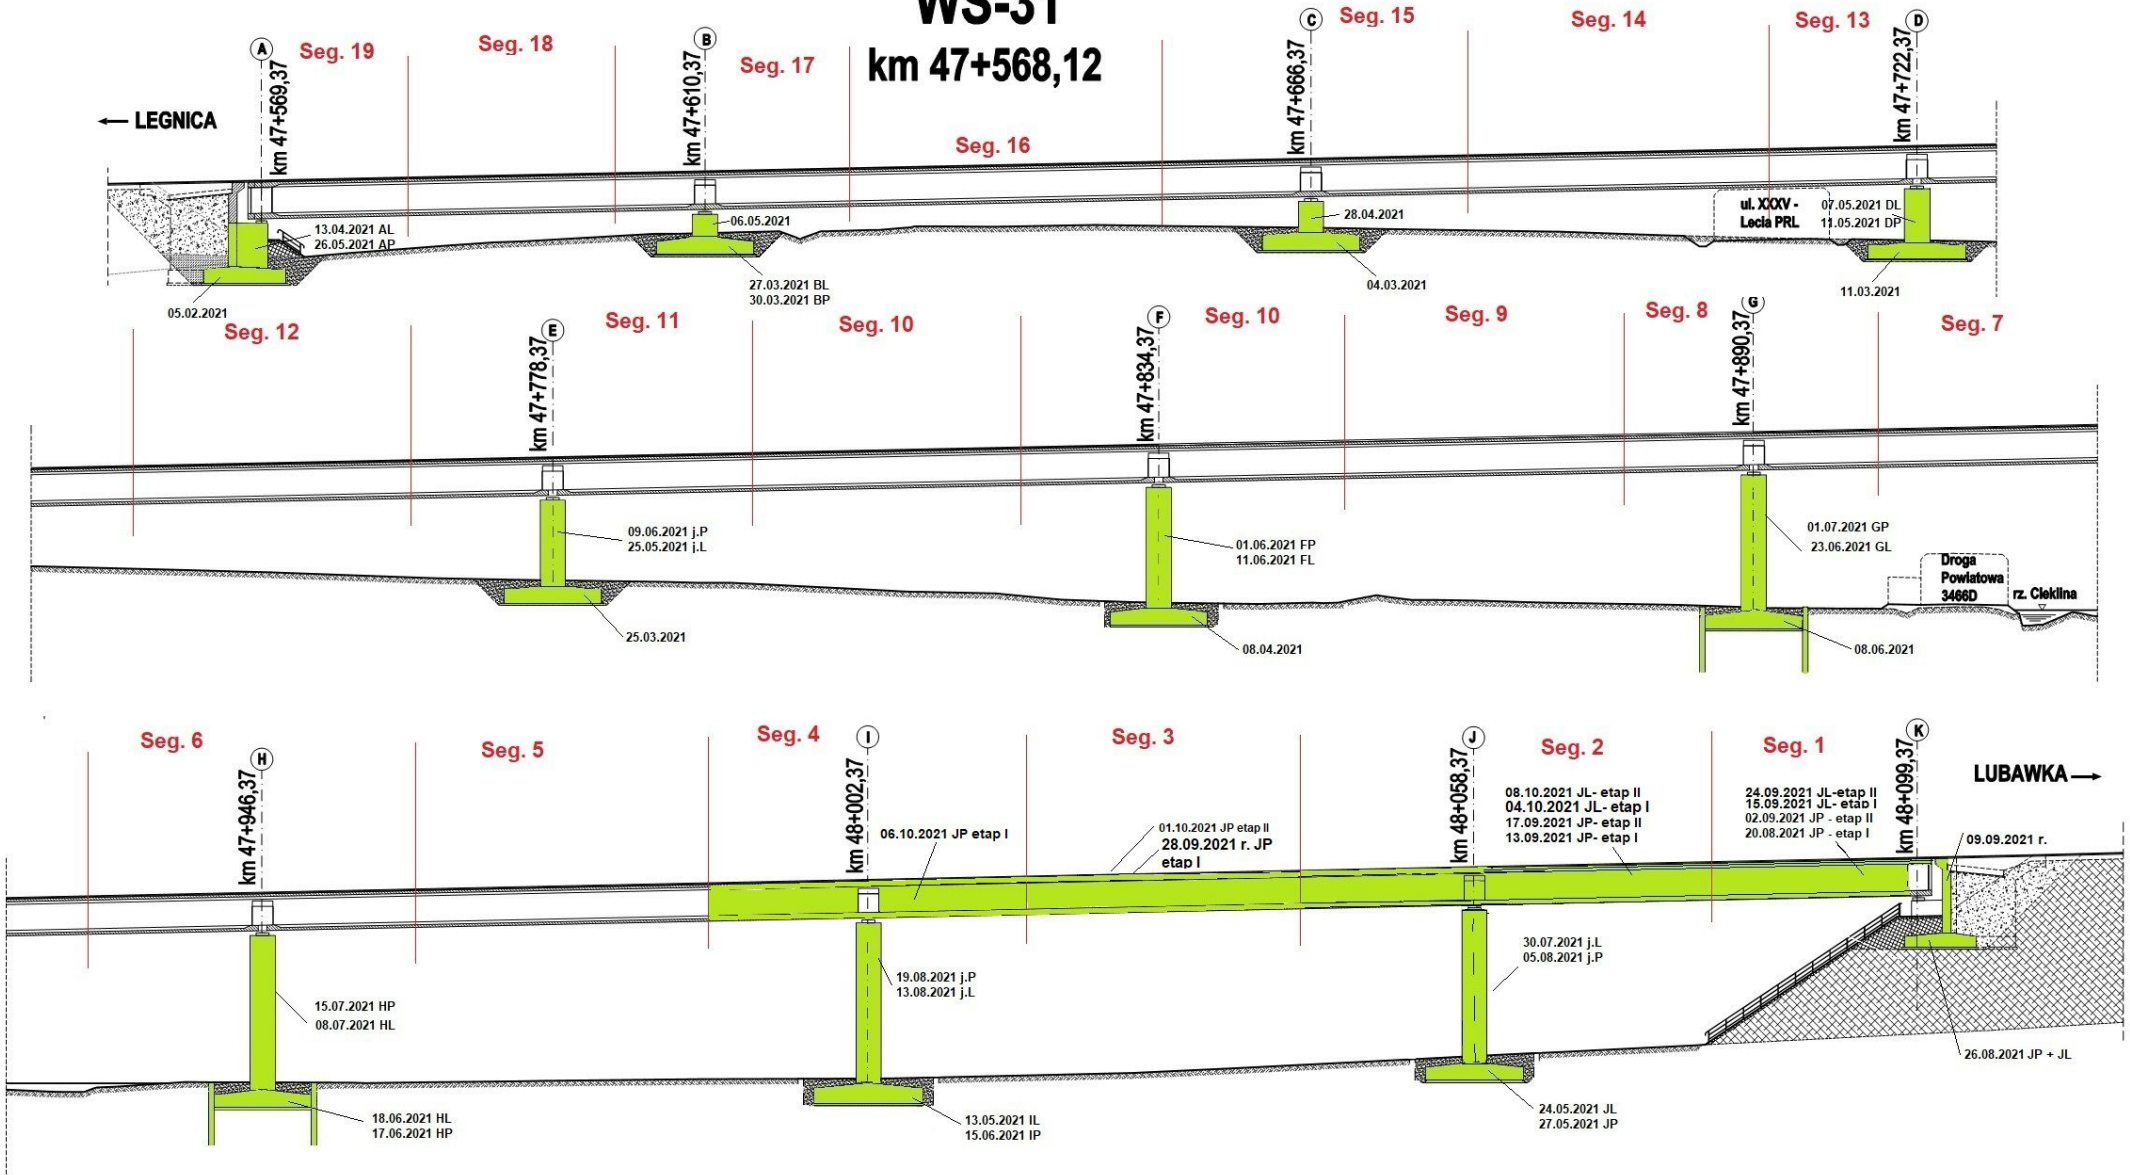 WS-31
km 47+568,12
A
Seg. 19
Seg. 18
B
Seg. 17
C
Seg. 15
Seg. 14
Seg. 13
D
km 47+569,37
km 47+610,37
km 47+666,37
km 47+722,37
← LEGNICA
Seg. 16
13.04.2021 AL
26.05.2021 AP
06.05.2021
28.04.2021
ul. XXXV -
Lecia PRL
07.05.2021 DL
11.05.2021 DP
27.03.2021 BL
30.03.2021 BP
04.03.2021
11.03.2021
05.02.2021
Seg. 12
E
Seg. 11
Seg. 10
F
Seg. 10
Seg. 9
Seg. 8
G
Seg. 7
km 47+778,37
km 47+834,37
km 47+890,37
09.06.2021 j.P
25.05.2021 j.L
01.06.2021 FP
11.06.2021 FL
01.07.2021 GP
23.06.2021 GL
Droga
Powiatowa
3466D
rz. Cieklina
25.03.2021
08.04.2021
08.06.2021
Seg. 6
H
Seg. 5
Seg. 4
I
Seg. 3
J
Seg. 2
Seg. 1
K
km 47+946,37
km 48+002,37
km 48+058,37
km 48+099,37
LUBAWKA →
06.10.2021 JP etap I
01.10.2021 JP etap II
28.09.2021 r. JP
etap I
08.10.2021 JL- etap II
04.10.2021 JL- etap I
17.09.2021 JP- etap II
13.09.2021 JP- etap I
24.09.2021 JL-etap II
15.09.2021 JL- etap I
02.09.2021 JP - etap II
20.08.2021 JP - etap I
09.09.2021 r.
15.07.2021 HP
08.07.2021 HL
19.08.2021 j.P
13.08.2021 j.L
30.07.2021 j.L
05.08.2021 j.P
26.08.2021 JP + JL
18.06.2021 HL
17.06.2021 HP
13.05.2021 IL
15.06.2021 IP
24.05.2021 JL
27.05.2021 JP